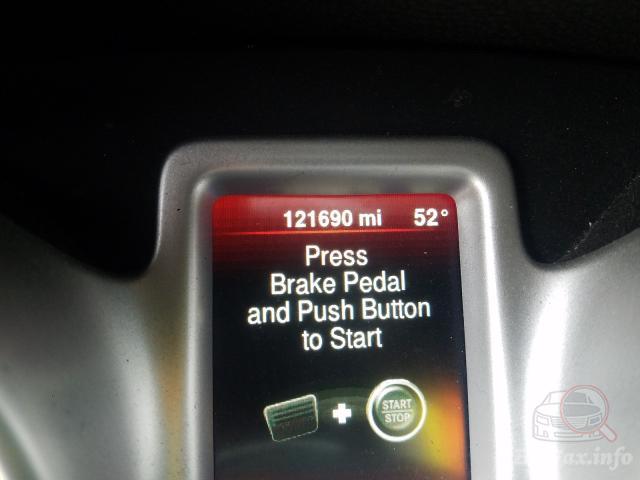 121690 mi 52°
Press
Brake Pedal
and Push Button
to Start
START
STOP